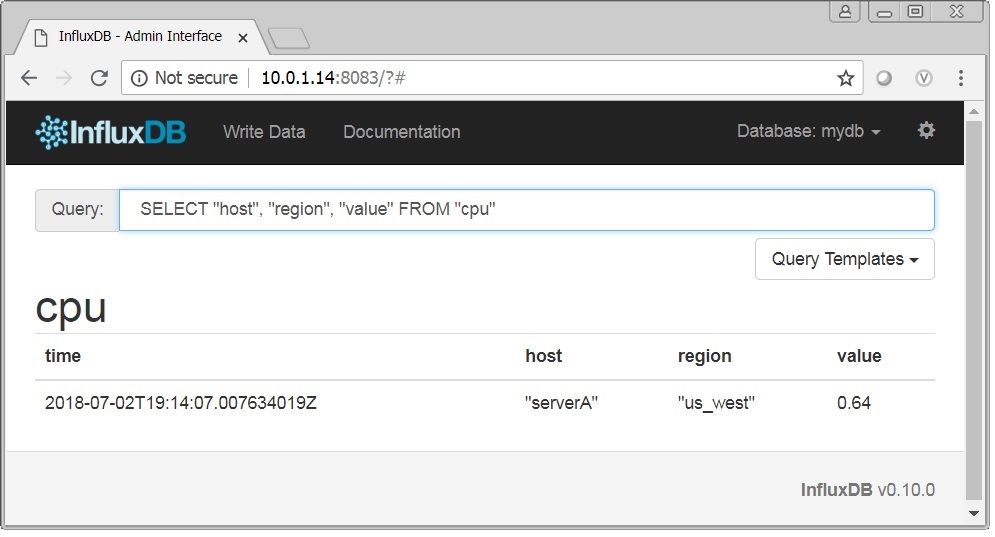 InfluxDB - Admin Interface
Not secure 10.0.1.14:8083/?#
InfluxDB Write Data Documentation Database: mydb
Query: SELECT "host", "region", "value" FROM "cpu"
Query Templates
cpu
time host region value
2018-07-02T19:14:07.007634019Z "serverA" "us_west" 0.64
InfluxDB v0.10.0